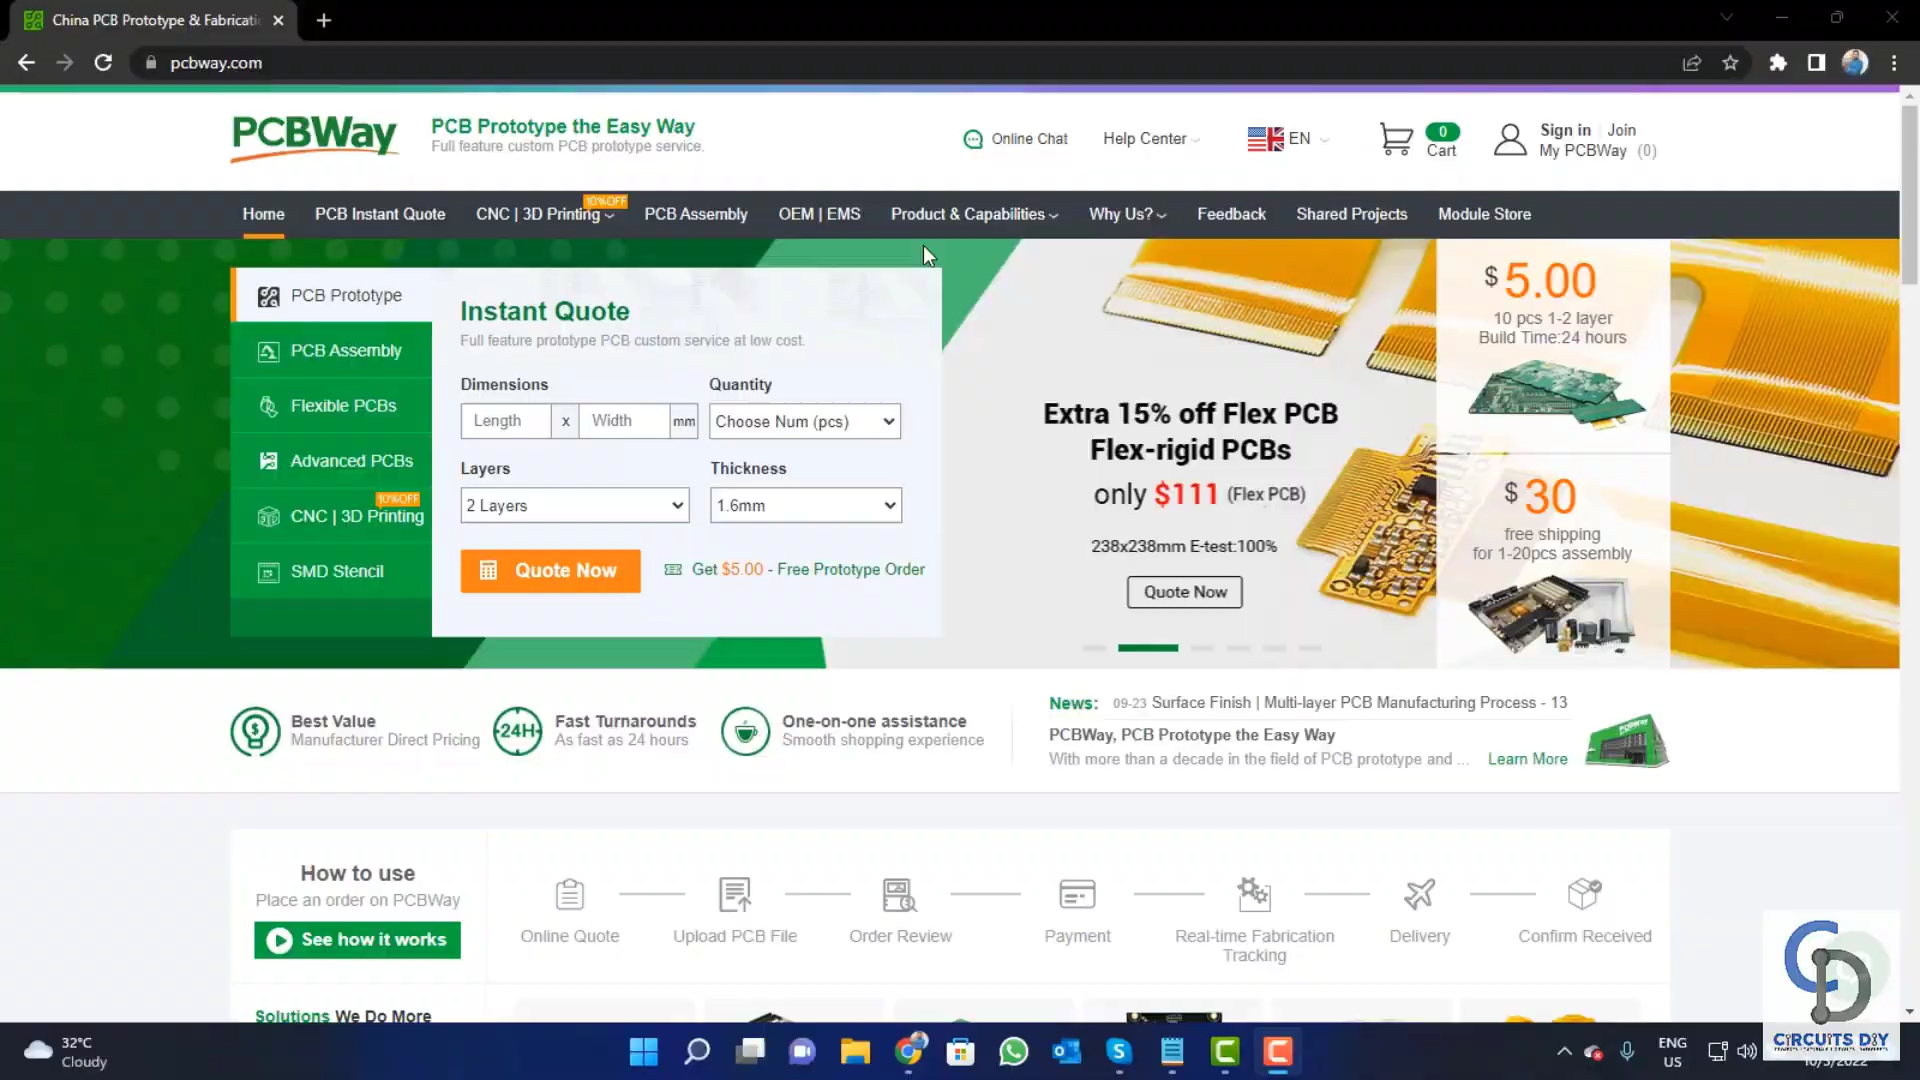 China PCB Prototype & Fabricati
pcbway.com
PCBWay
PCB Prototype the Easy Way
Full feature custom PCB prototype service.
Online Chat
Help Center
EN
0
Cart
Sign in
Join
My PCBWay (0)
Home
PCB Instant Quote
CNC | 3D Printing
10%OFF
PCB Assembly
OEM | EMS
Product & Capabilities
Why Us?
Feedback
Shared Projects
Module Store
PCB Prototype
PCB Assembly
Flexible PCBs
Advanced PCBs
10%OFF
CNC | 3D Printing
SMD Stencil
Instant Quote
Full feature prototype PCB custom service at low cost.
Dimensions
Quantity
Length x Width mm
Choose Num (pcs)
Layers
Thickness
2 Layers
1.6mm
Quote Now
Get $5.00 - Free Prototype Order
Extra 15% off Flex PCB
Flex-rigid PCBs
only $111 (Flex PCB)
238x238mm E-test:100%
Quote Now
$5.00
10 pcs 1-2 layer
Build Time:24 hours
$30
free shipping
for 1-20pcs assembly
Best Value
Manufacturer Direct Pricing
24H
Fast Turnarounds
As fast as 24 hours
One-on-one assistance
Smooth shopping experience
News: 09-23 Surface Finish | Multi-layer PCB Manufacturing Process - 13
PCBWay, PCB Prototype the Easy Way
With more than a decade in the field of PCB prototype and ... Learn More
PCBWay
How to use
Place an order on PCBWay
See how it works
Online Quote
Upload PCB File
Order Review
Payment
Real-time Fabrication
Tracking
Delivery
Confirm Received
Solutions We Do More
32°C
Cloudy
ENG
US
CD
CIRCUITS DIY
10/3/2022